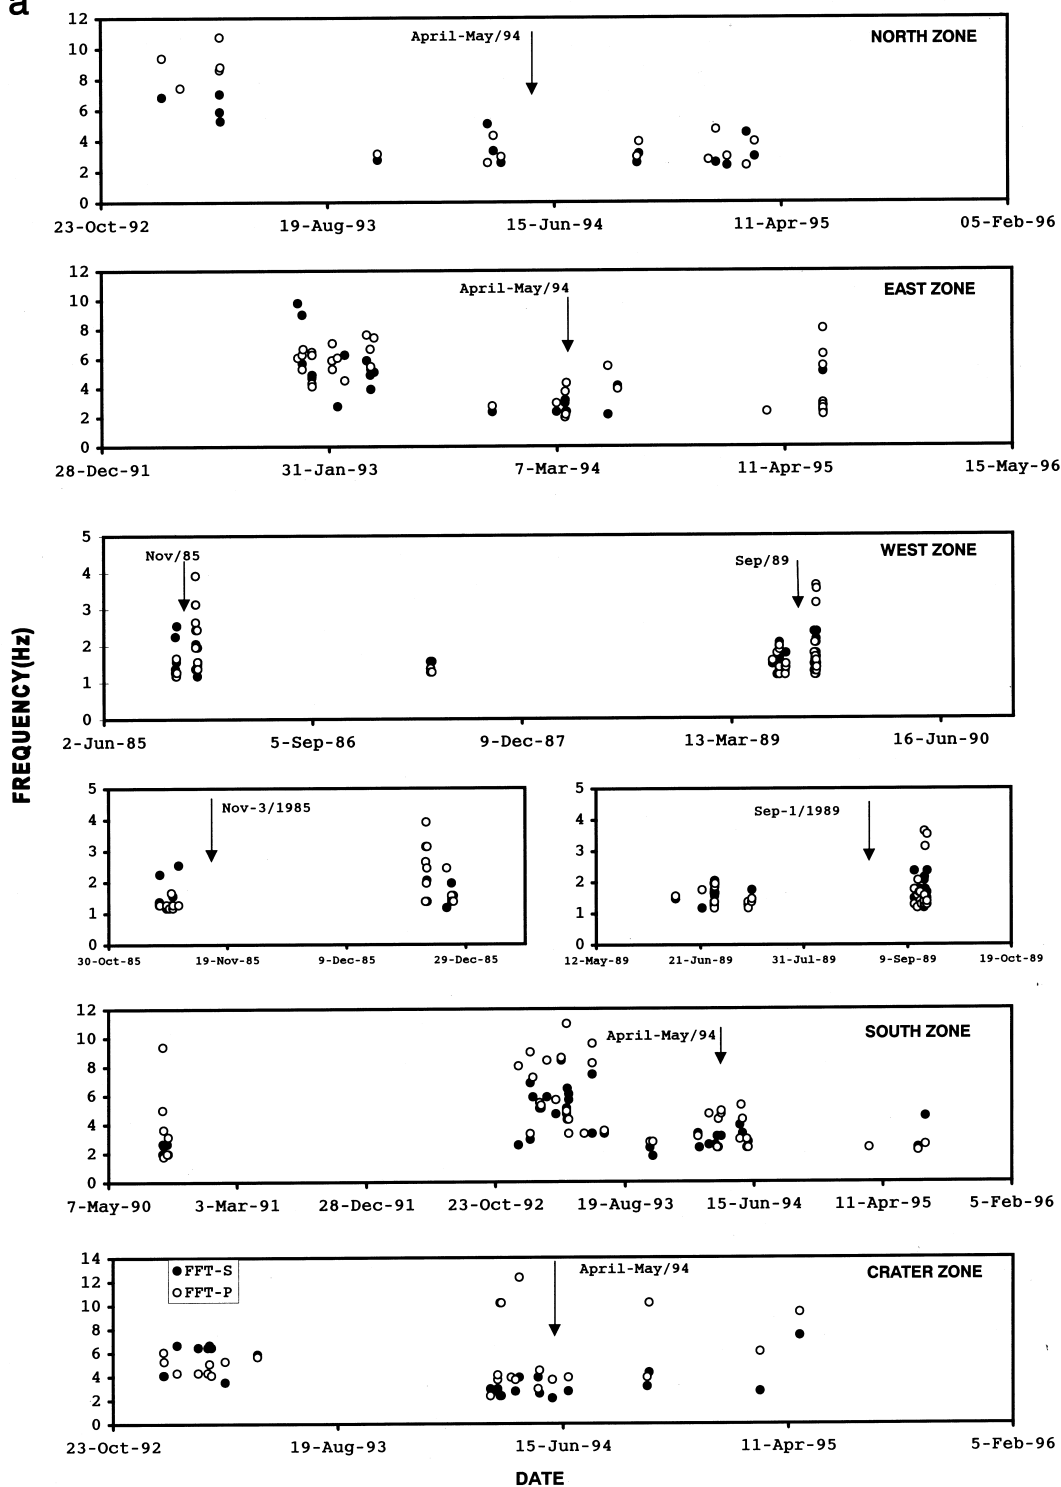 a
12
April-May/94
NORTH ZONE
10
8
6
4
2
0
23-Oct-92 19-Aug-93 15-Jun-94 11-Apr-95 05-Feb-96
12
April-May/94
EAST ZONE
10
8
6
4
2
0
28-Dec-91 31-Jan-93 7-Mar-94 11-Apr-95 15-May-96
5
Nov/85
Sep/89
WEST ZONE
4
3
2
1
0
2-Jun-85 5-Sep-86 9-Dec-87 13-Mar-89 16-Jun-90
FREQUENCY(Hz)
5
Nov-3/1985
4
3
2
1
0
30-Oct-85 19-Nov-85 9-Dec-85 29-Dec-85
5
Sep-1/1989
4
3
2
1
0
12-May-89 21-Jun-89 31-Jul-89 9-Sep-89 19-Oct-89
12
April-May/94
SOUTH ZONE
10
8
6
4
2
0
7-May-90 3-Mar-91 28-Dec-91 23-Oct-92 19-Aug-93 15-Jun-94 11-Apr-95 5-Feb-96
14
FFT-S
FFT-P
April-May/94
CRATER ZONE
12
10
8
6
4
2
0
23-Oct-92 19-Aug-93 15-Jun-94 11-Apr-95 5-Feb-96
DATE